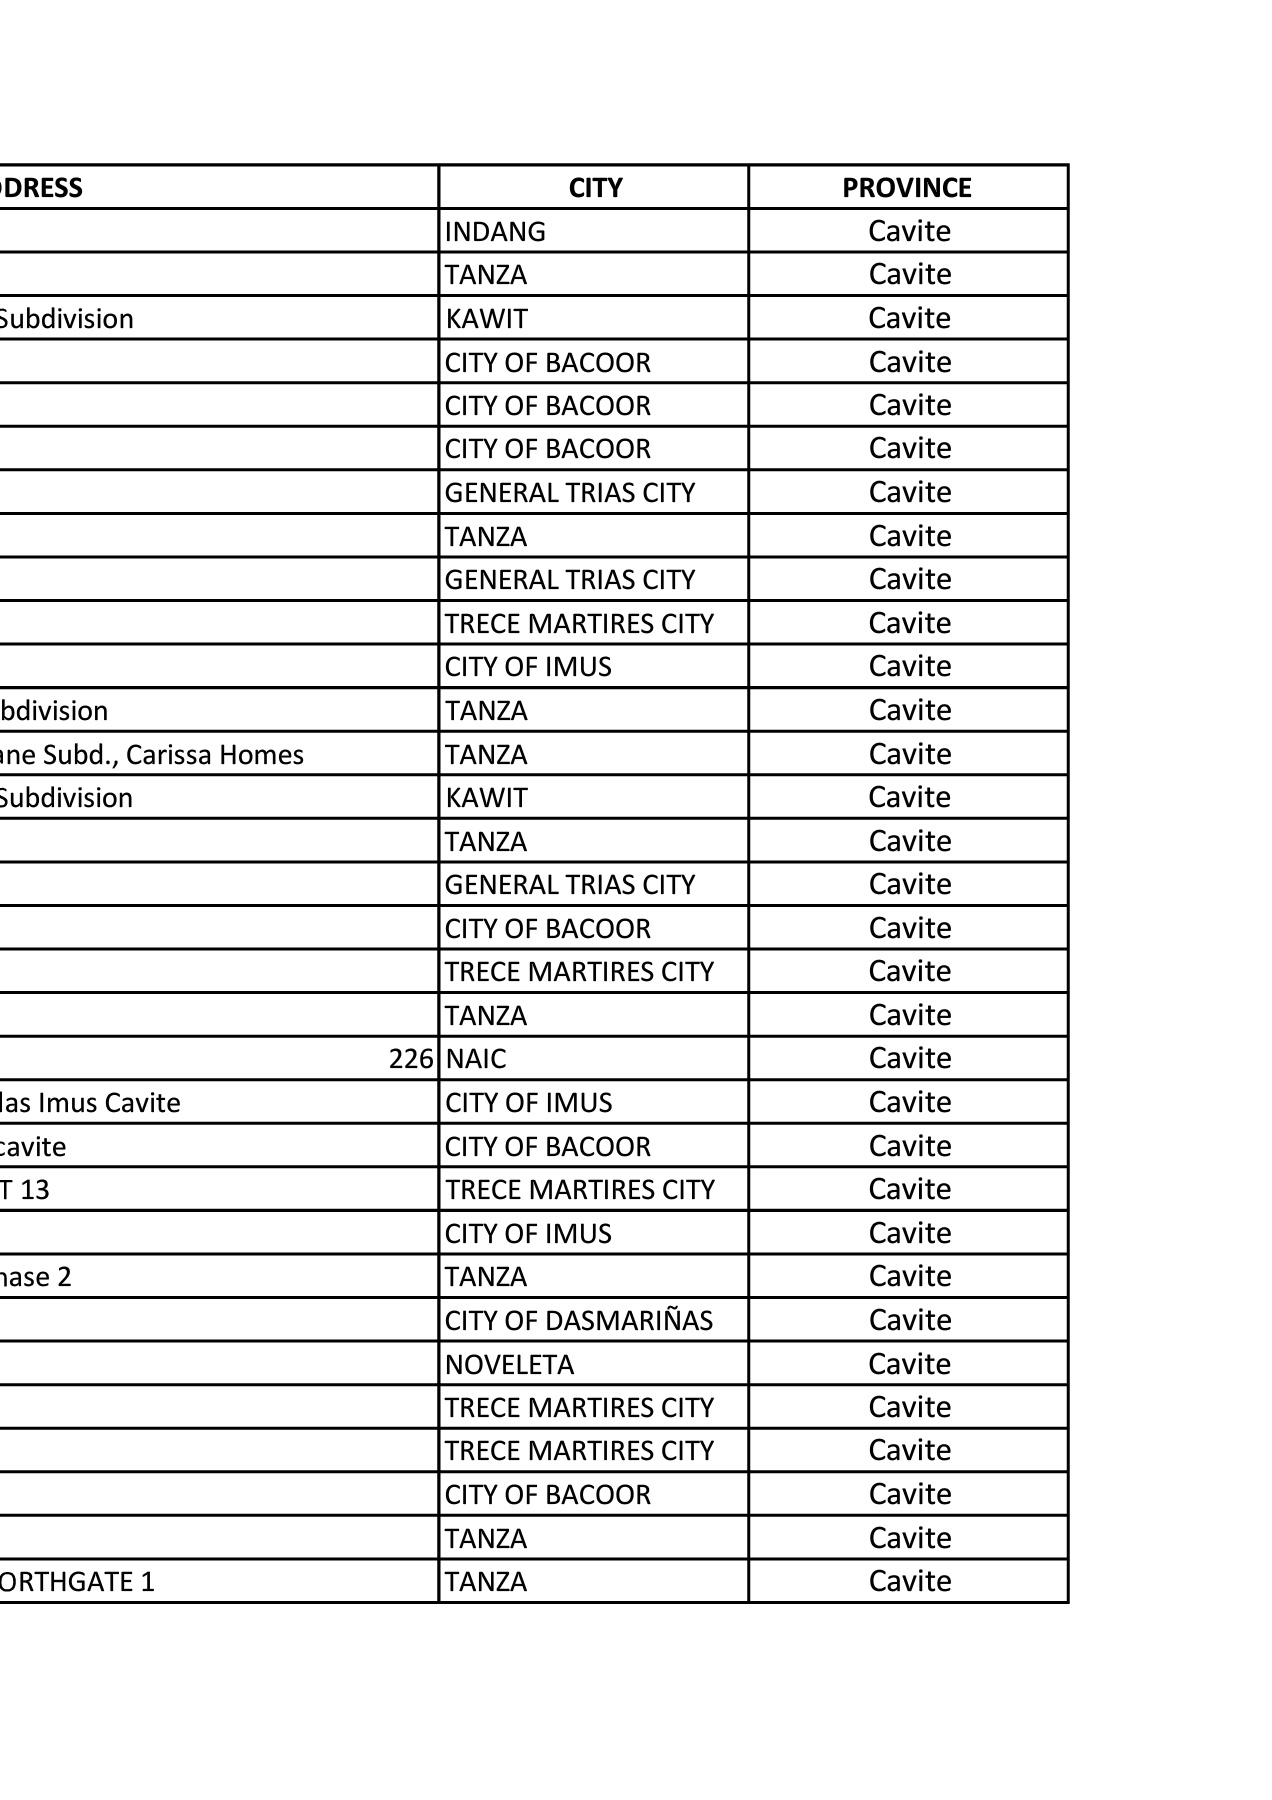 DDRESS CITY PROVINCE
INDANG Cavite
TANZA Cavite
Subdivision KAWIT Cavite
CITY OF BACOOR Cavite
CITY OF BACOOR Cavite
CITY OF BACOOR Cavite
GENERAL TRIAS CITY Cavite
TANZA Cavite
GENERAL TRIAS CITY Cavite
TRECE MARTIRES CITY Cavite
CITY OF IMUS Cavite
bdivision TANZA Cavite
ane Subd., Carissa Homes TANZA Cavite
Subdivision KAWIT Cavite
TANZA Cavite
GENERAL TRIAS CITY Cavite
CITY OF BACOOR Cavite
TRECE MARTIRES CITY Cavite
TANZA Cavite
226 NAIC Cavite
las Imus Cavite CITY OF IMUS Cavite
cavite CITY OF BACOOR Cavite
T 13 TRECE MARTIRES CITY Cavite
CITY OF IMUS Cavite
hase 2 TANZA Cavite
CITY OF DASMARIÑAS Cavite
NOVELETA Cavite
TRECE MARTIRES CITY Cavite
TRECE MARTIRES CITY Cavite
CITY OF BACOOR Cavite
TANZA Cavite
ORTHGATE 1 TANZA Cavite